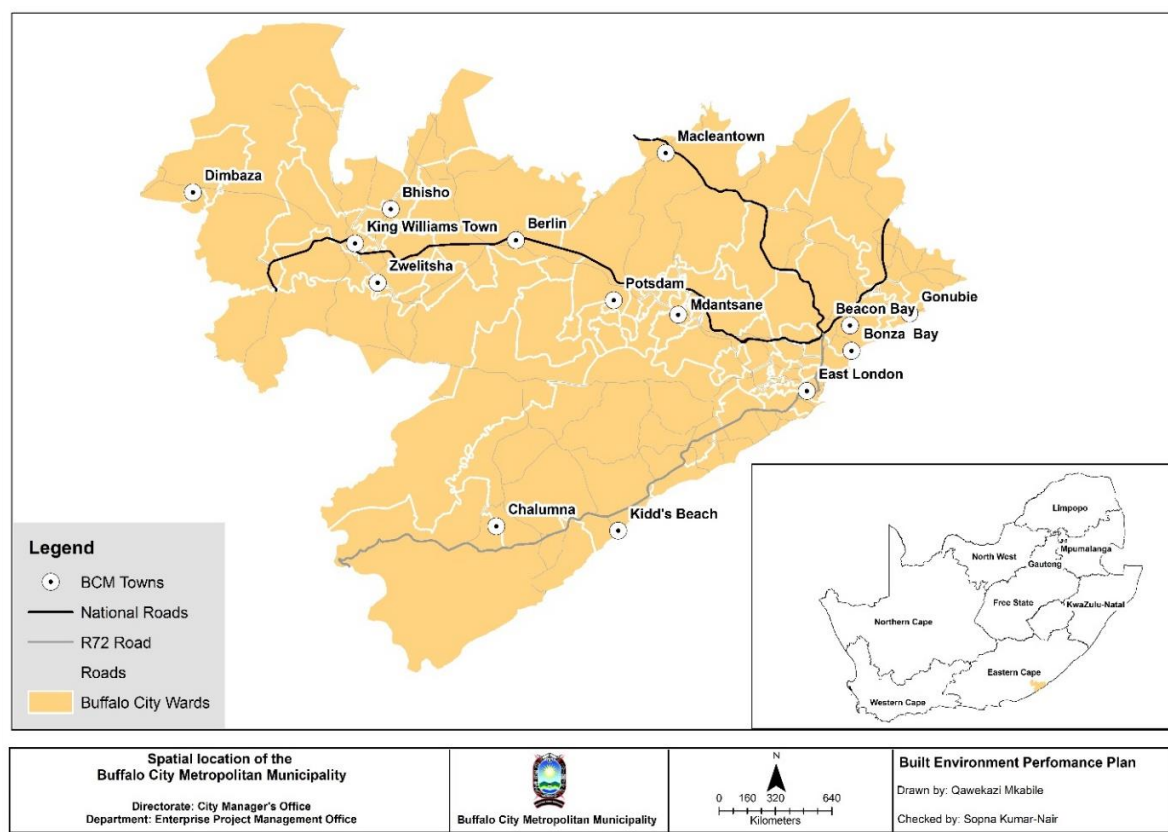 Macleantown
Dimbaza
Bhisho
King Williams Town
Berlin
Zwelitsha
Potsdam
Mdantsane
Gonubie
Beacon Bay
Bonza Bay
East London
Chalumna
Kidd's Beach
Legend
BCM Towns
National Roads
R72 Road
Roads
Buffalo City Wards
Limpopo
North West
Mpumalanga
Gauteng
Free State
KwaZulu-Natal
Northern Cape
Eastern Cape
Western Cape
Spatial location of the
Buffalo City Metropolitan Municipality
Directorate: City Manager's Office
Department: Enterprise Project Management Office
Buffalo City Metropolitan Municipality
N
0 160 320 640
Kilometers
Built Environment Perfomance Plan
Drawn by: Qawekazi Mkabile
Checked by: Sopna Kumar-Nair